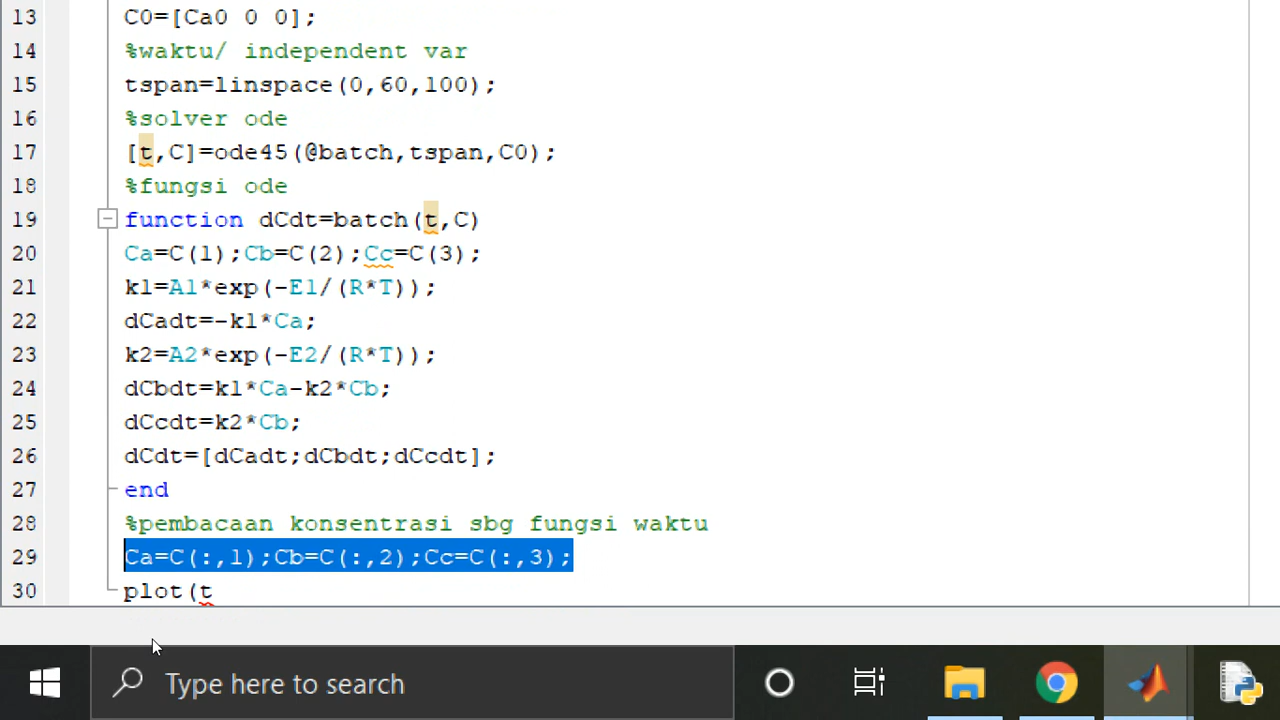 13 C0=[Ca0 0 0];
14 %waktu/ independent var
15 tspan=linspace(0,60,100);
16 %solver ode
17 [t,C]=ode45(@batch,tspan,C0);
18 %fungsi ode
19 function dCdt=batch(t,C)
20 Ca=C(1);Cb=C(2);Cc=C(3);
21 k1=A1*exp(-E1/(R*T));
22 dCadt=-k1*Ca;
23 k2=A2*exp(-E2/(R*T));
24 dCbdt=k1*Ca-k2*Cb;
25 dCcdt=k2*Cb;
26 dCdt=[dCadt;dCbdt;dCcdt];
27 end
28 %pembacaan konsentrasi sbg fungsi waktu
29 Ca=C(:,1);Cb=C(:,2);Cc=C(:,3);
30 plot(t
Type here to search